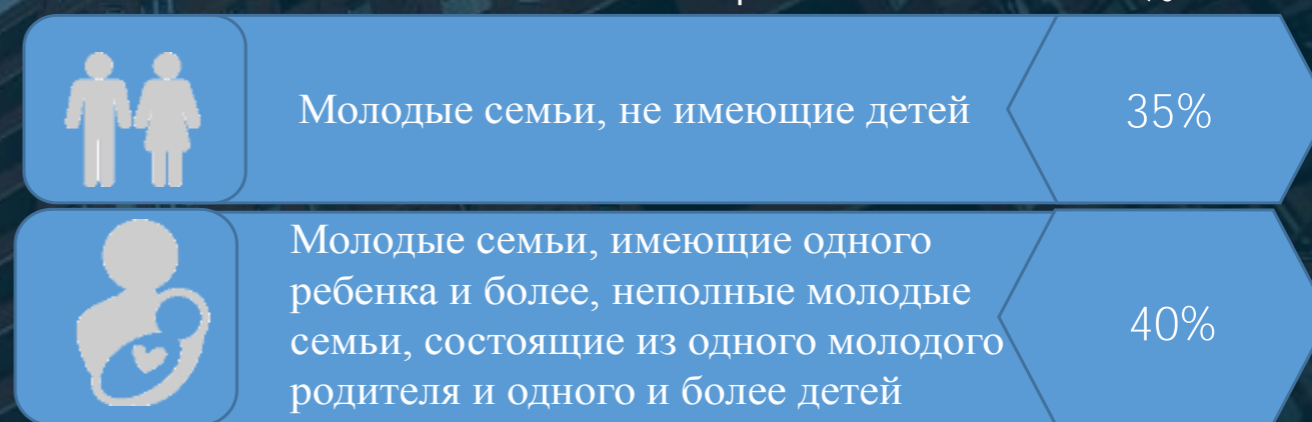 %
Молодые семьи, не имеющие детей
35%
Молодые семьи, имеющие одного
ребенка и более, неполные молодые
семьи, состоящие из одного молодого
родителя и одного и более детей
40%